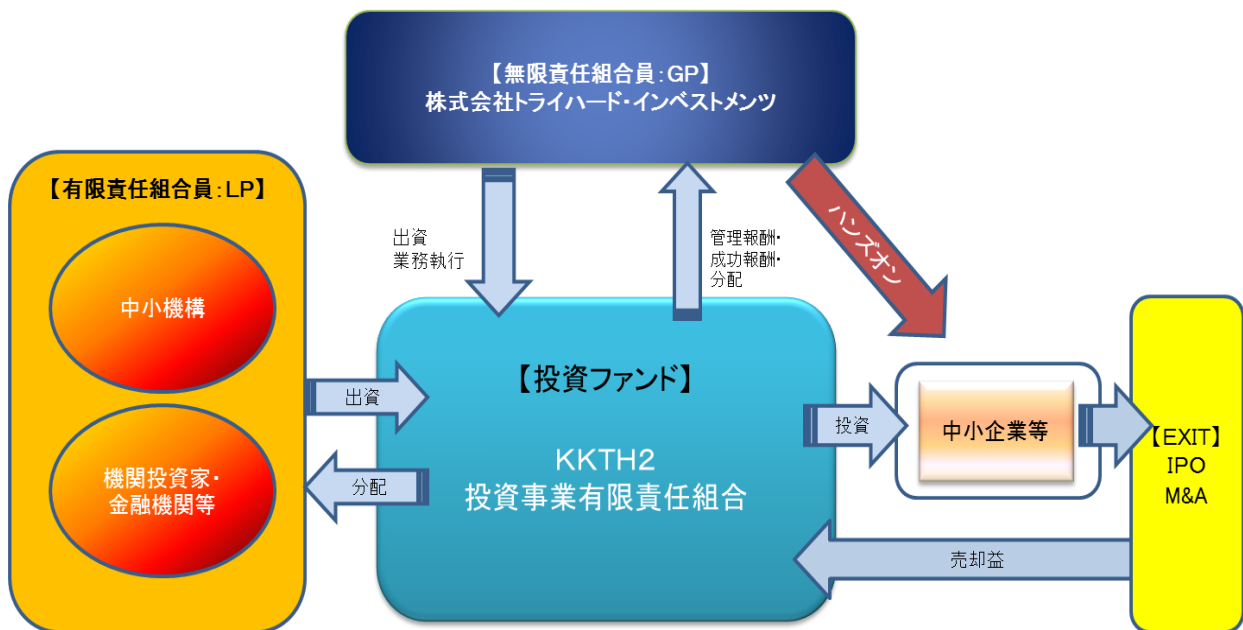 【無限責任組合員：GP】
株式会社トライハード・インベストメンツ
【有限責任組合員：LP】
中小機構
機関投資家・
金融機関等
出資
業務執行
管理報酬・
成功報酬・
分配
ハンズオン
出資
分配
【投資ファンド】
KKTH2
投資事業有限責任組合
投資
中小企業等
【EXIT】
IPO
M&A
売却益